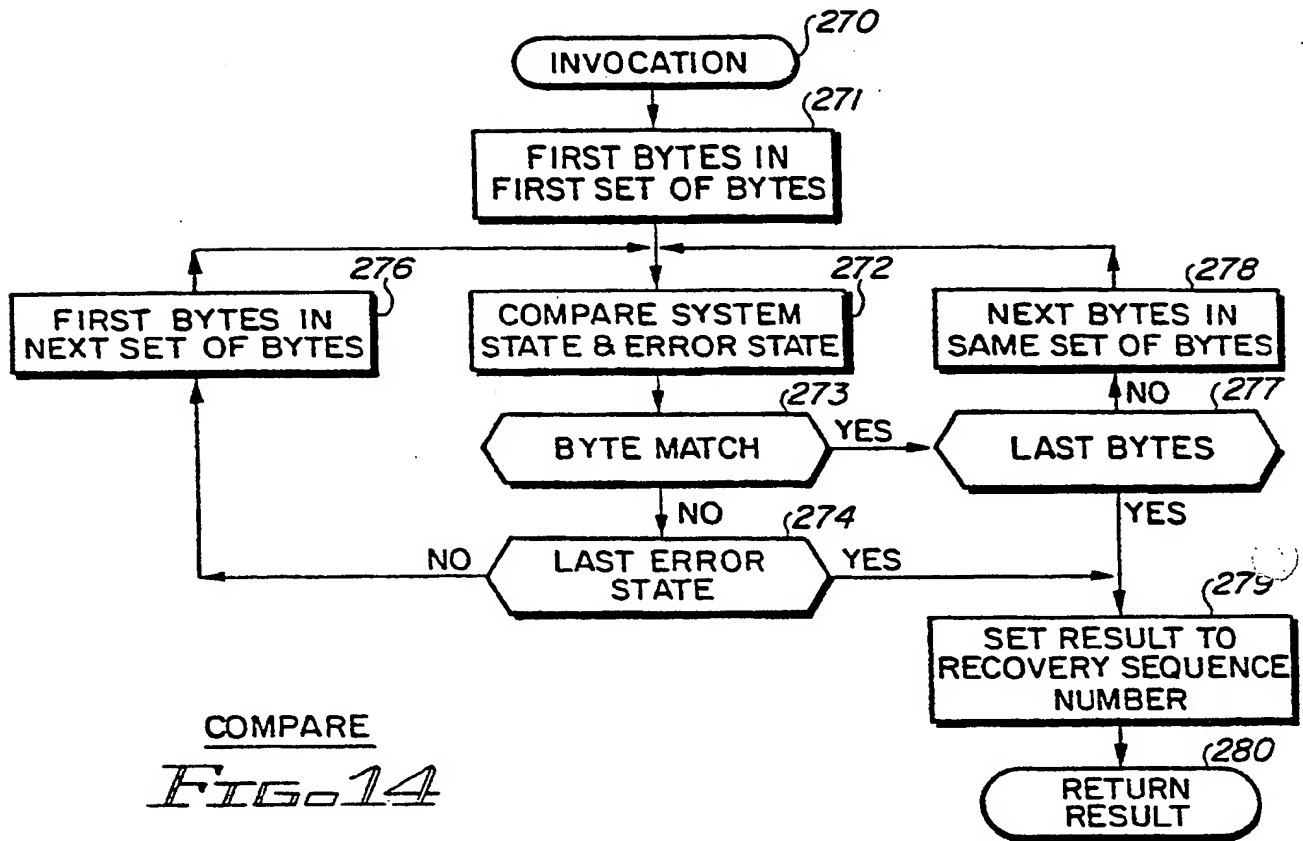 270
INVOCATION
271
FIRST BYTES IN
FIRST SET OF BYTES
276
FIRST BYTES IN
NEXT SET OF BYTES
272
COMPARE SYSTEM
STATE & ERROR STATE
278
NEXT BYTES IN
SAME SET OF BYTES
273
BYTE MATCH
YES
NO
277
LAST BYTES
NO
274
LAST ERROR
STATE
NO
YES
YES
279
SET RESULT TO
RECOVERY SEQUENCE
NUMBER
280
RETURN
RESULT
COMPARE
FIG. 14